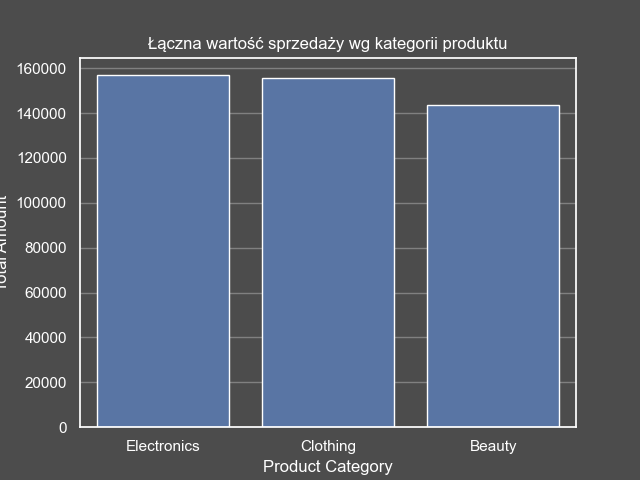 Łączna wartość sprzedaży wg kategorii produktu
160000
140000
120000
100000
80000
60000
40000
20000
0
Total Amount
Electronics Clothing Beauty
Product Category